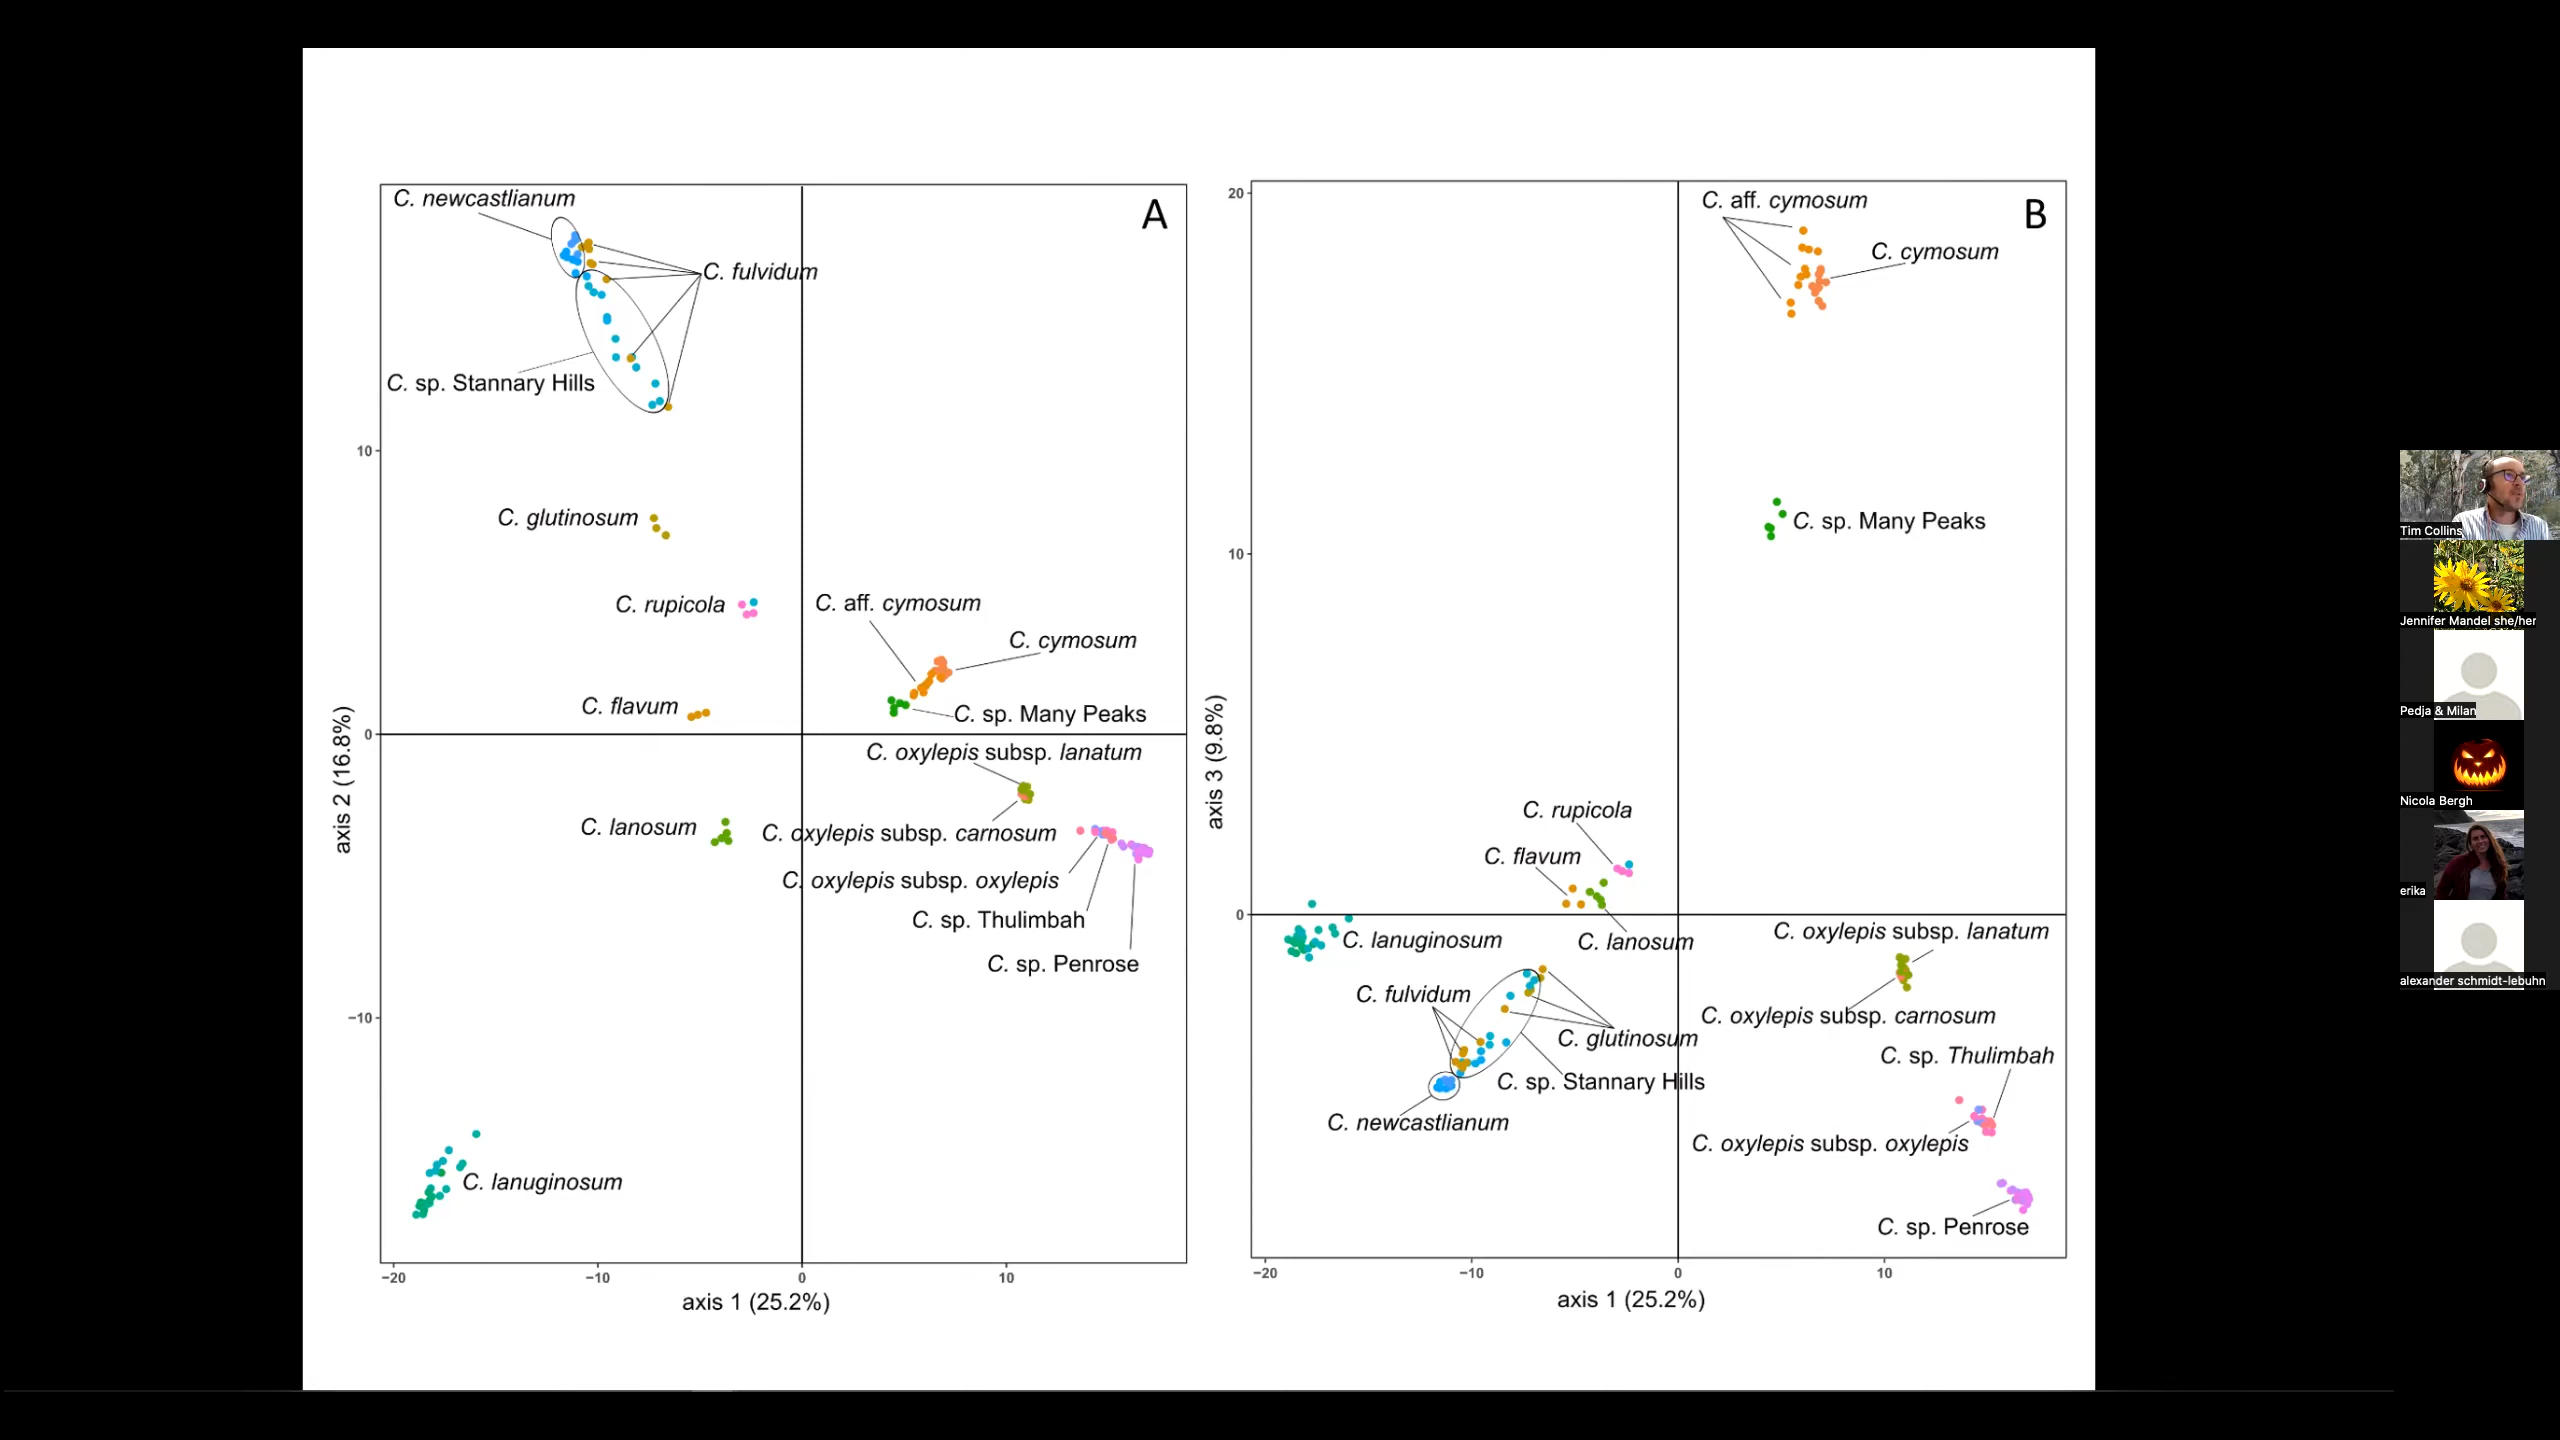 A
C. newcastlianum
C. fulvidum
C. sp. Stannary Hills
10
C. glutinosum
C. rupicola
C. aff. cymosum
C. cymosum
C. flavum
C. sp. Many Peaks
0
C. oxylepis subsp. lanatum
C. lanosum
C. oxylepis subsp. carnosum
C. oxylepis subsp. oxylepis
C. sp. Thulimbah
C. sp. Penrose
−10
C. lanuginosum
−20
−10
0
10
axis 2 (16.8%)
axis 1 (25.2%)
B
20
C. aff. cymosum
C. cymosum
C. sp. Many Peaks
10
C. rupicola
C. flavum
0
C. lanuginosum
C. lanosum
C. oxylepis subsp. lanatum
C. fulvidum
C. oxylepis subsp. carnosum
C. glutinosum
C. sp. Thulimbah
C. sp. Stannary Hills
C. newcastlianum
C. oxylepis subsp. oxylepis
C. sp. Penrose
−20
−10
0
10
axis 3 (9.8%)
axis 1 (25.2%)
Tim Collins
Jennifer Mandel she/her
Pedja & Milan
Nicola Bergh
erika
alexander schmidt-lebuhn